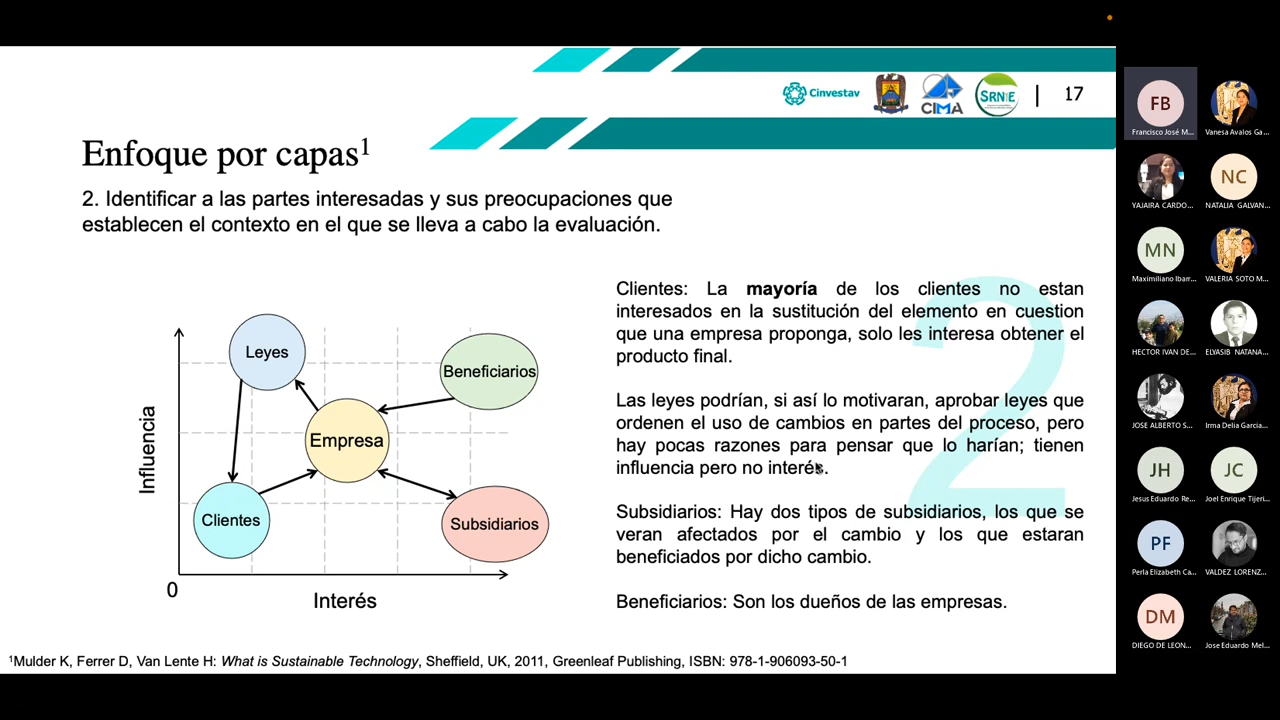 Cinvestav
CIMA
SRNyE
| 17
Enfoque por capas¹
2. Identificar a las partes interesadas y sus preocupaciones que
establecen el contexto en el que se lleva a cabo la evaluación.
Influencia
Leyes
Beneficiarios
Empresa
Clientes
Subsidiarios
0
Interés
2
Clientes: La mayoría de los clientes no estan
interesados en la sustitución del elemento en cuestion
que una empresa proponga, solo les interesa obtener el
producto final.
Las leyes podrían, si así lo motivaran, aprobar leyes que
ordenen el uso de cambios en partes del proceso, pero
hay pocas razones para pensar que lo harían; tienen
influencia pero no interés.
Subsidiarios: Hay dos tipos de subsidiarios, los que se
veran afectados por el cambio y los que estaran
beneficiados por dicho cambio.
Beneficiarios: Son los dueños de las empresas.
¹Mulder K, Ferrer D, Van Lente H: What is Sustainable Technology, Sheffield, UK, 2011, Greenleaf Publishing, ISBN: 978-1-906093-50-1
FB
Francisco José M...
Vanesa Avalos Ga...
YAJAIRA CARDO...
NC
NATALIA GALVAN...
MN
Maximiliano Ibarr...
VALERIA SOTO M...
HECTOR IVAN DE...
ELYASIB NATANA...
JOSE ALBERTO S...
Irma Delia Garcia...
JH
Jesus Eduardo Re...
JC
Joel Enrique Tijeri...
PF
Perla Elizabeth Ca...
VALDEZ LORENZ...
DM
DIEGO DE LEON...
Jose Eduardo Mel...